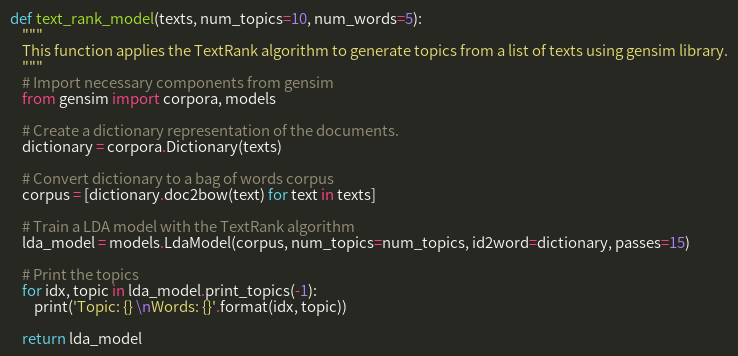 def text_rank_model(texts, num_topics=10, num_words=5):
    """
    This function applies the TextRank algorithm to generate topics from a list of texts using gensim library.
    """
    # Import necessary components from gensim
    from gensim import corpora, models

    # Create a dictionary representation of the documents.
    dictionary = corpora.Dictionary(texts)

    # Convert dictionary to a bag of words corpus
    corpus = [dictionary.doc2bow(text) for text in texts]

    # Train a LDA model with the TextRank algorithm
    lda_model = models.LdaModel(corpus, num_topics=num_topics, id2word=dictionary, passes=15)

    # Print the topics
    for idx, topic in lda_model.print_topics(-1):
        print('Topic: {} \nWords: {}'.format(idx, topic))

    return lda_model